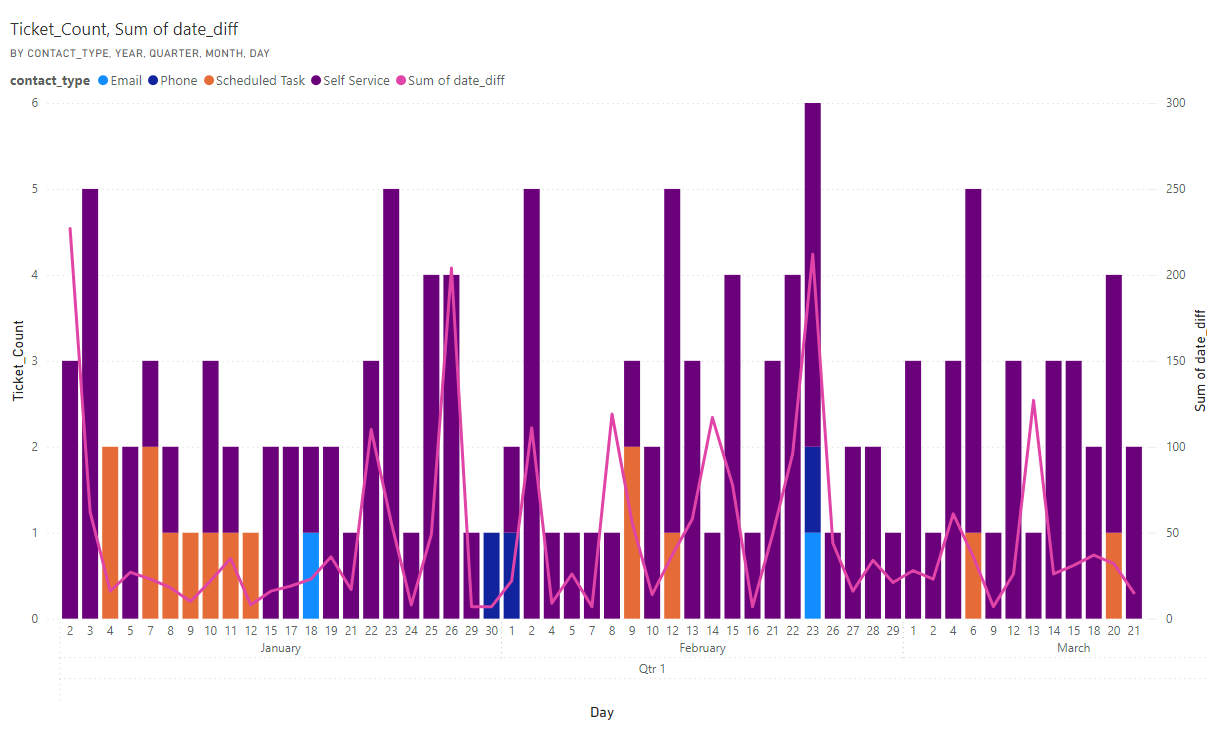 Ticket_Count, Sum of date_diff
BY CONTACT_TYPE, YEAR, QUARTER, MONTH, DAY
contact_type Email Phone Scheduled Task Self Service Sum of date_diff
6 300
5 250
4 200
3 150
2 100
1 50
0 0
Ticket_Count
Sum of date_diff
2 3 4 5 7 8 9 10 11 12 15 17 18 19 21 22 23 24 25 26 29 30 1 2 4 5 7 8 9 10 12 13 14 15 16 21 22 23 26 27 28 29 1 2 4 6 9 12 13 14 15 18 20 21
January February March
Qtr 1
Day